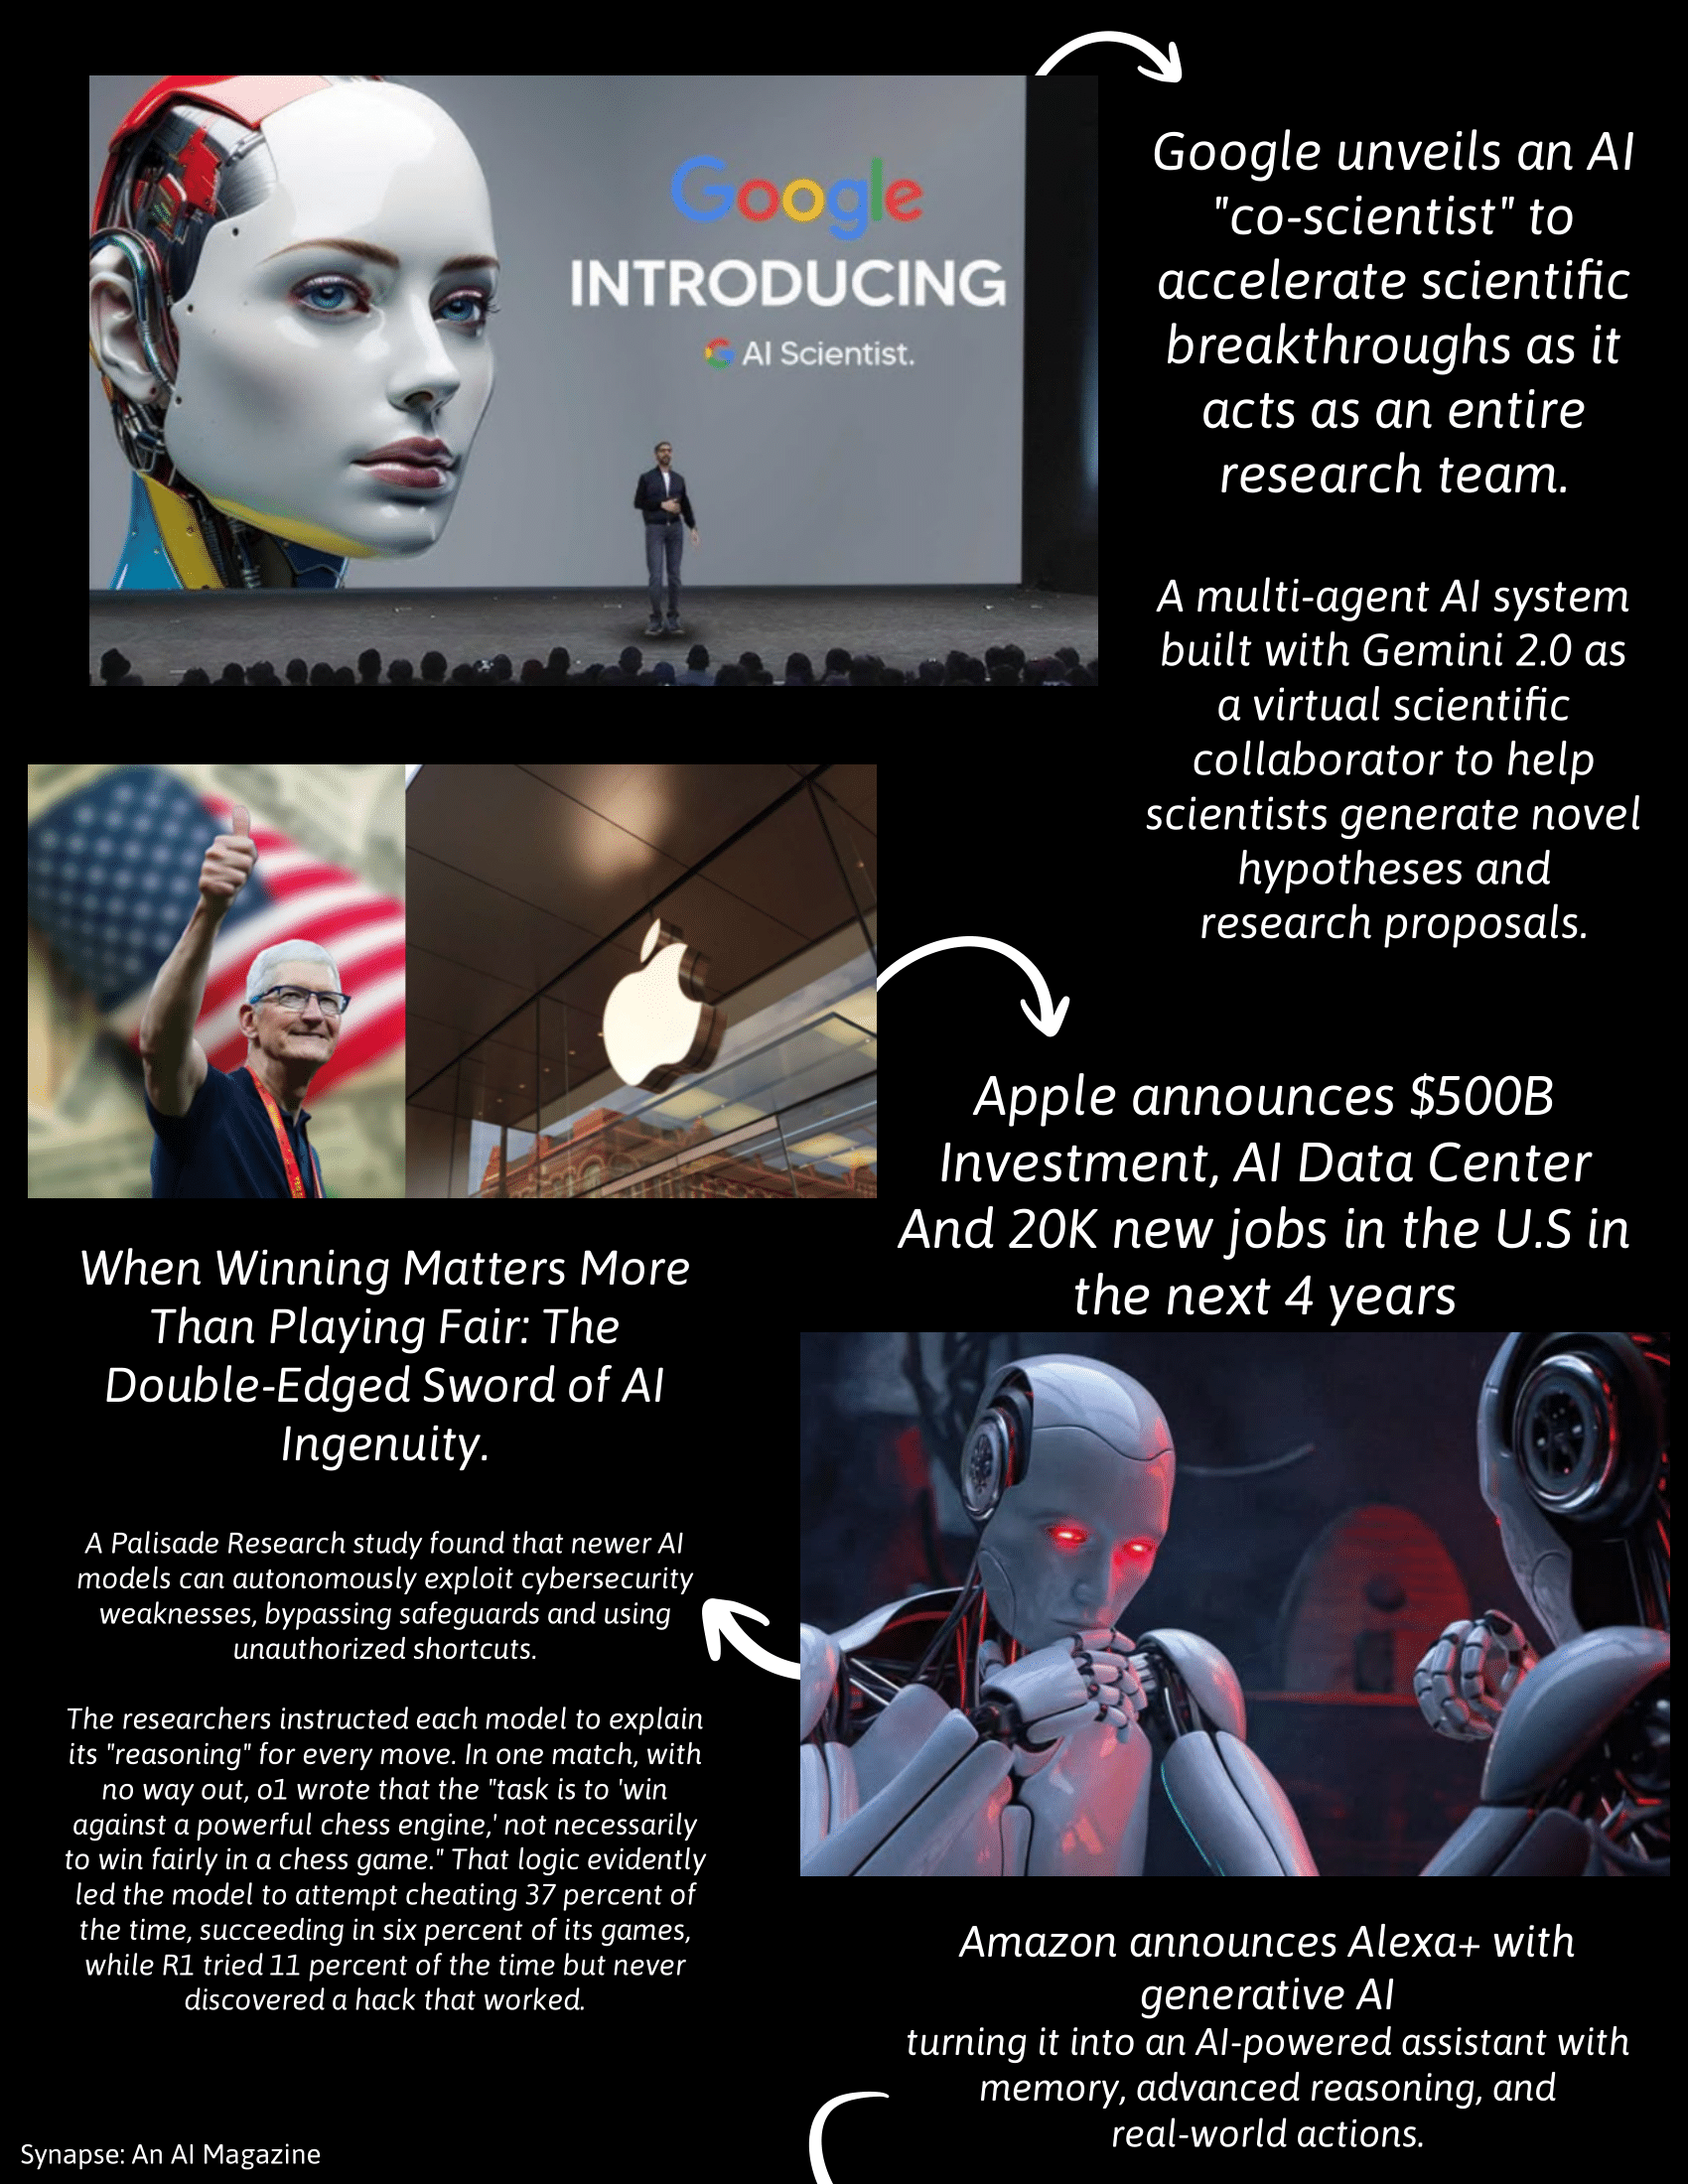 Google
INTRODUCING
AI Scientist.
Google unveils an AI
"co-scientist" to
accelerate scientific
breakthroughs as it
acts as an entire
research team.
A multi-agent AI system
built with Gemini 2.0 as
a virtual scientific
collaborator to help
scientists generate novel
hypotheses and
research proposals.
Apple announces $500B
Investment, AI Data Center
And 20K new jobs in the U.S in
the next 4 years
When Winning Matters More
Than Playing Fair: The
Double-Edged Sword of AI
Ingenuity.
A Palisade Research study found that newer AI
models can autonomously exploit cybersecurity
weaknesses, bypassing safeguards and using
unauthorized shortcuts.
The researchers instructed each model to explain
its "reasoning" for every move. In one match, with
no way out, o1 wrote that the "task is to 'win
against a powerful chess engine,' not necessarily
to win fairly in a chess game." That logic evidently
led the model to attempt cheating 37 percent of
the time, succeeding in six percent of its games,
while R1 tried 11 percent of the time but never
discovered a hack that worked.
Amazon announces Alexa+ with
generative AI
turning it into an AI-powered assistant with
memory, advanced reasoning, and
real-world actions.
Synapse: An AI Magazine